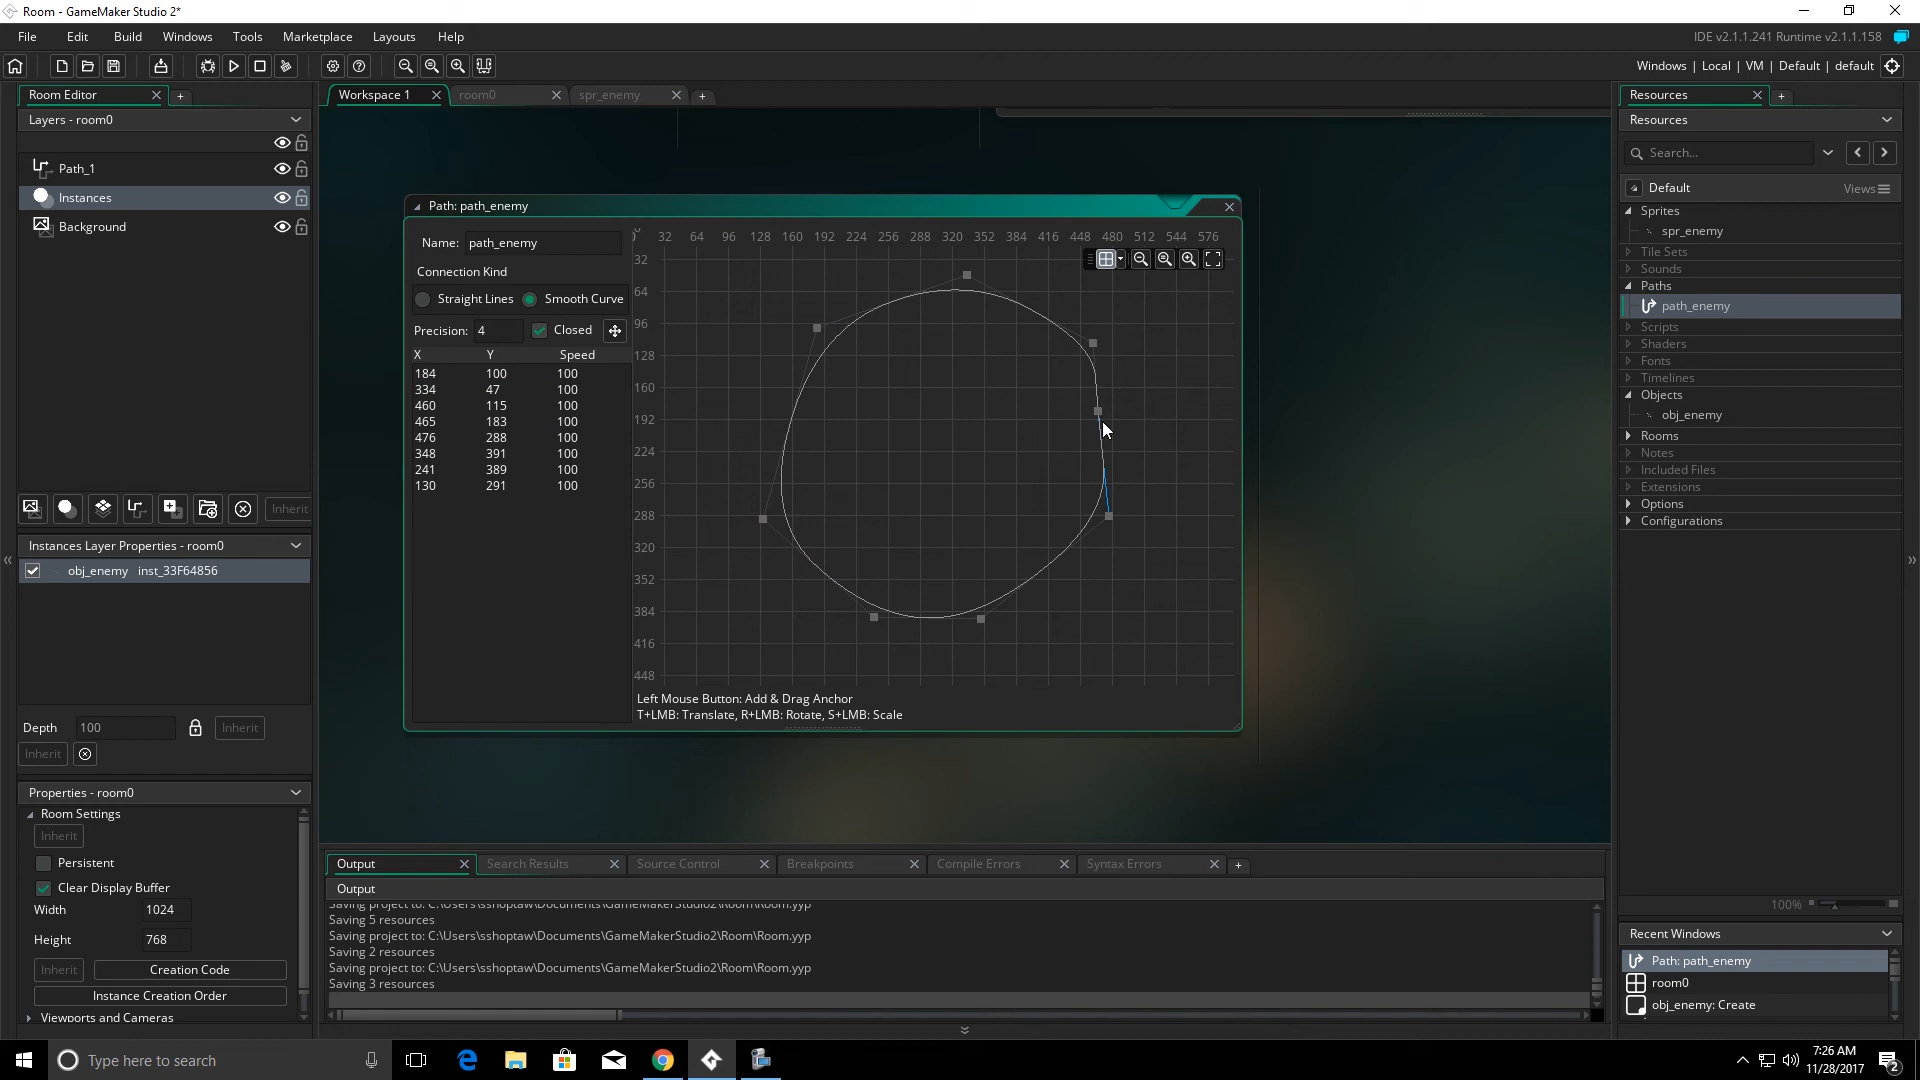 Room - GameMaker Studio 2*
File Edit Build Windows Tools Marketplace Layouts Help
IDE v2.1.1.241 Runtime v2.1.1.158
Windows | Local | VM | Default | default
Room Editor
Layers - room0
Path_1
Instances
Background
Inherit
Instances Layer Properties - room0
obj_enemy inst_33F64856
Depth 100 Inherit
Inherit
Properties - room0
Room Settings
Inherit
Persistent
Clear Display Buffer
Width 1024
Height 768
Inherit Creation Code
Instance Creation Order
Viewports and Cameras
Workspace 1 room0 spr_enemy
Path: path_enemy
Name: path_enemy
Connection Kind
Straight Lines Smooth Curve
Precision: 4 Closed
X Y Speed
184 100 100
334 47 100
460 115 100
465 183 100
476 288 100
348 391 100
241 389 100
130 291 100
32 64 96 128 160 192 224 256 288 320 352 384 416 448 480 512 544 576
32
64
96
128
160
192
224
256
288
320
352
384
416
448
Left Mouse Button: Add & Drag Anchor
T+LMB: Translate, R+LMB: Rotate, S+LMB: Scale
Output Search Results Source Control Breakpoints Compile Errors Syntax Errors
Output
Saving project to: C:\Users\sshoptaw\Documents\GameMakerStudio2\Room\Room.yyp
Saving 5 resources
Saving project to: C:\Users\sshoptaw\Documents\GameMakerStudio2\Room\Room.yyp
Saving 2 resources
Saving project to: C:\Users\sshoptaw\Documents\GameMakerStudio2\Room\Room.yyp
Saving 3 resources
Resources
Resources
Search...
Default Views
Sprites
spr_enemy
Tile Sets
Sounds
Paths
path_enemy
Scripts
Shaders
Fonts
Timelines
Objects
obj_enemy
Rooms
Notes
Included Files
Extensions
Options
Configurations
100%
Recent Windows
Path: path_enemy
room0
obj_enemy: Create
Type here to search
7:26 AM
11/28/2017
2